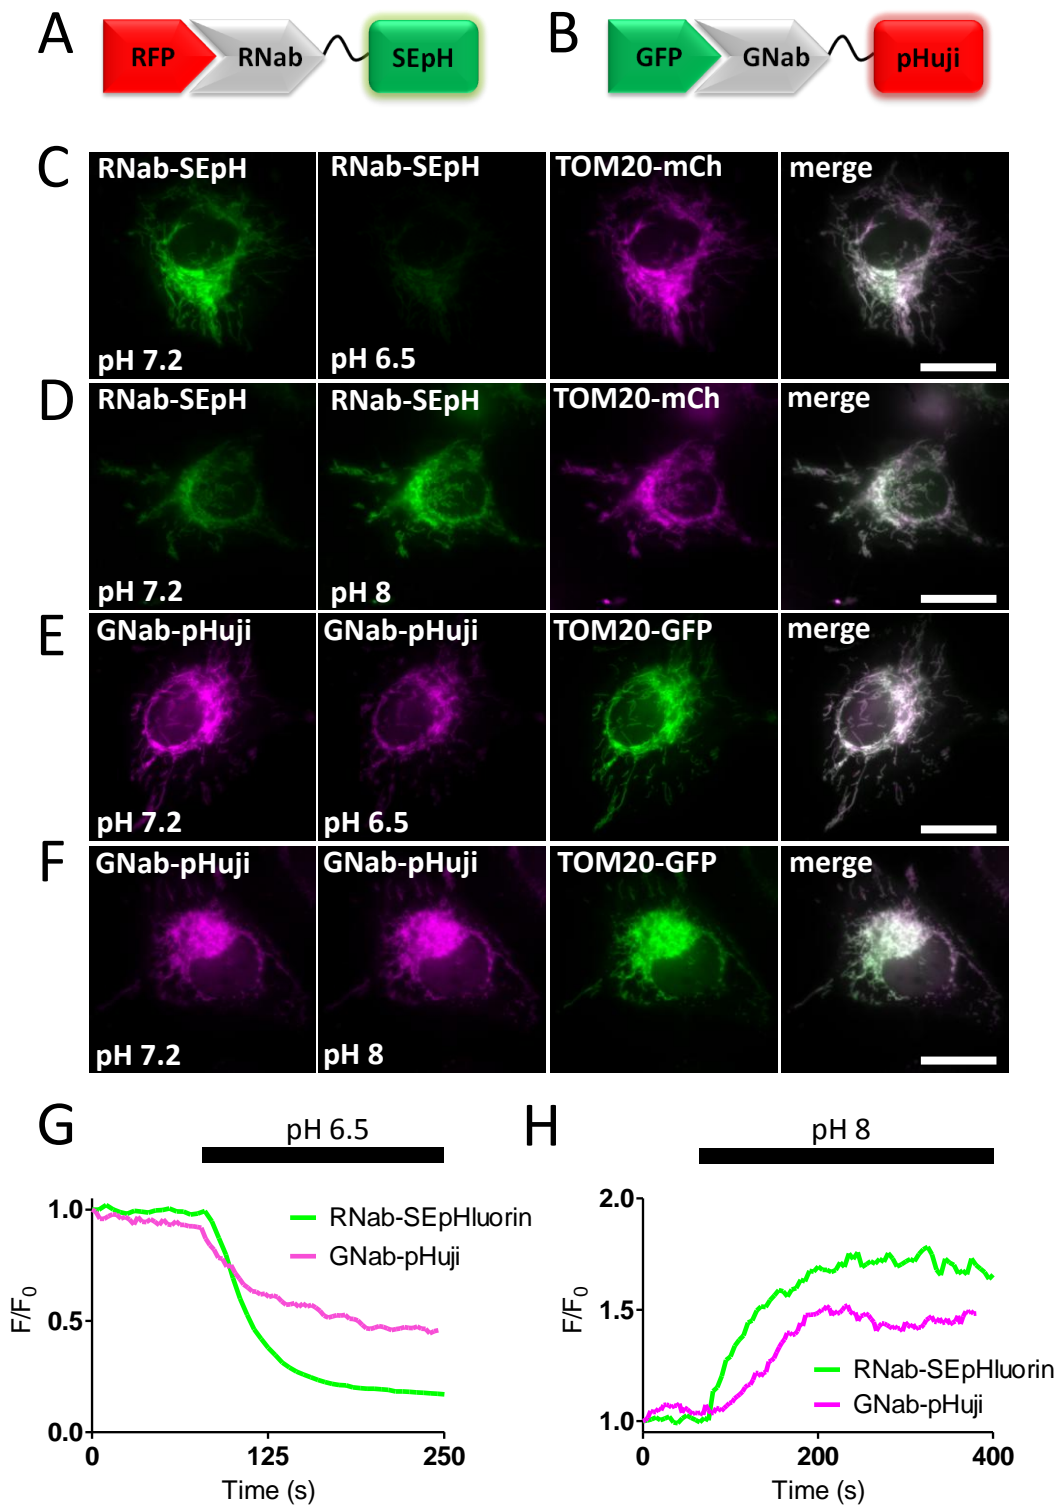 A
RFP RNab SEpH
B
GFP GNab pHuji
C
RNab-SEpH RNab-SEpH TOM20-mCh merge
pH 7.2 pH 6.5
D
RNab-SEpH RNab-SEpH TOM20-mCh merge
pH 7.2 pH 8
E
GNab-pHuji GNab-pHuji TOM20-GFP merge
pH 7.2 pH 6.5
F
GNab-pHuji GNab-pHuji TOM20-GFP merge
pH 7.2 pH 8
G
pH 6.5
1.0
0.5
0.0
F/F0
RNab-SEpHluorin
GNab-pHuji
0 125 250
Time (s)
H
pH 8
2.0
1.5
1.0
F/F0
RNab-SEpHluorin
GNab-pHuji
0 200 400
Time (s)